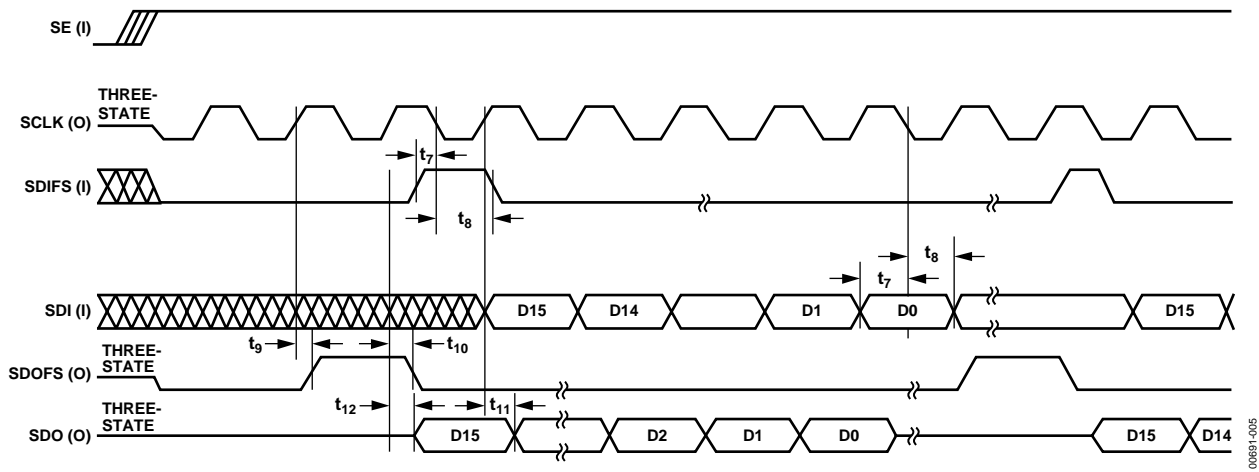 SE (I)
THREE-
STATE
SCLK (O)
t7
SDIFS (I)
t8
t8
t7
SDI (I)
D15
D14
D1
D0
D15
t9
t10
THREE-
STATE
SDOFS (O)
t12
t11
THREE-
STATE
SDO (O)
D15
D2
D1
D0
D15
D14
00691-005